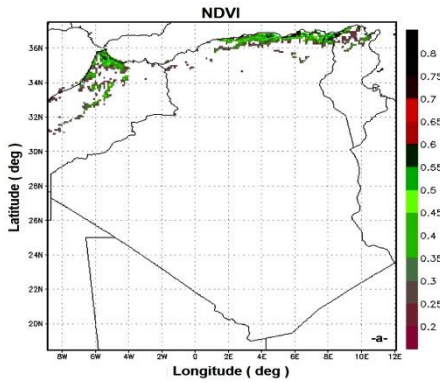 NDVI
36N
34N
32N
30N
28N
26N
24N
22N
20N
Latitude ( deg )
8W 6W 4W 2W 0 2E 4E 6E 8E 10E 12E
Longitude ( deg )
-a-
0.8
0.75
0.7
0.65
0.6
0.55
0.5
0.45
0.4
0.35
0.3
0.25
0.2